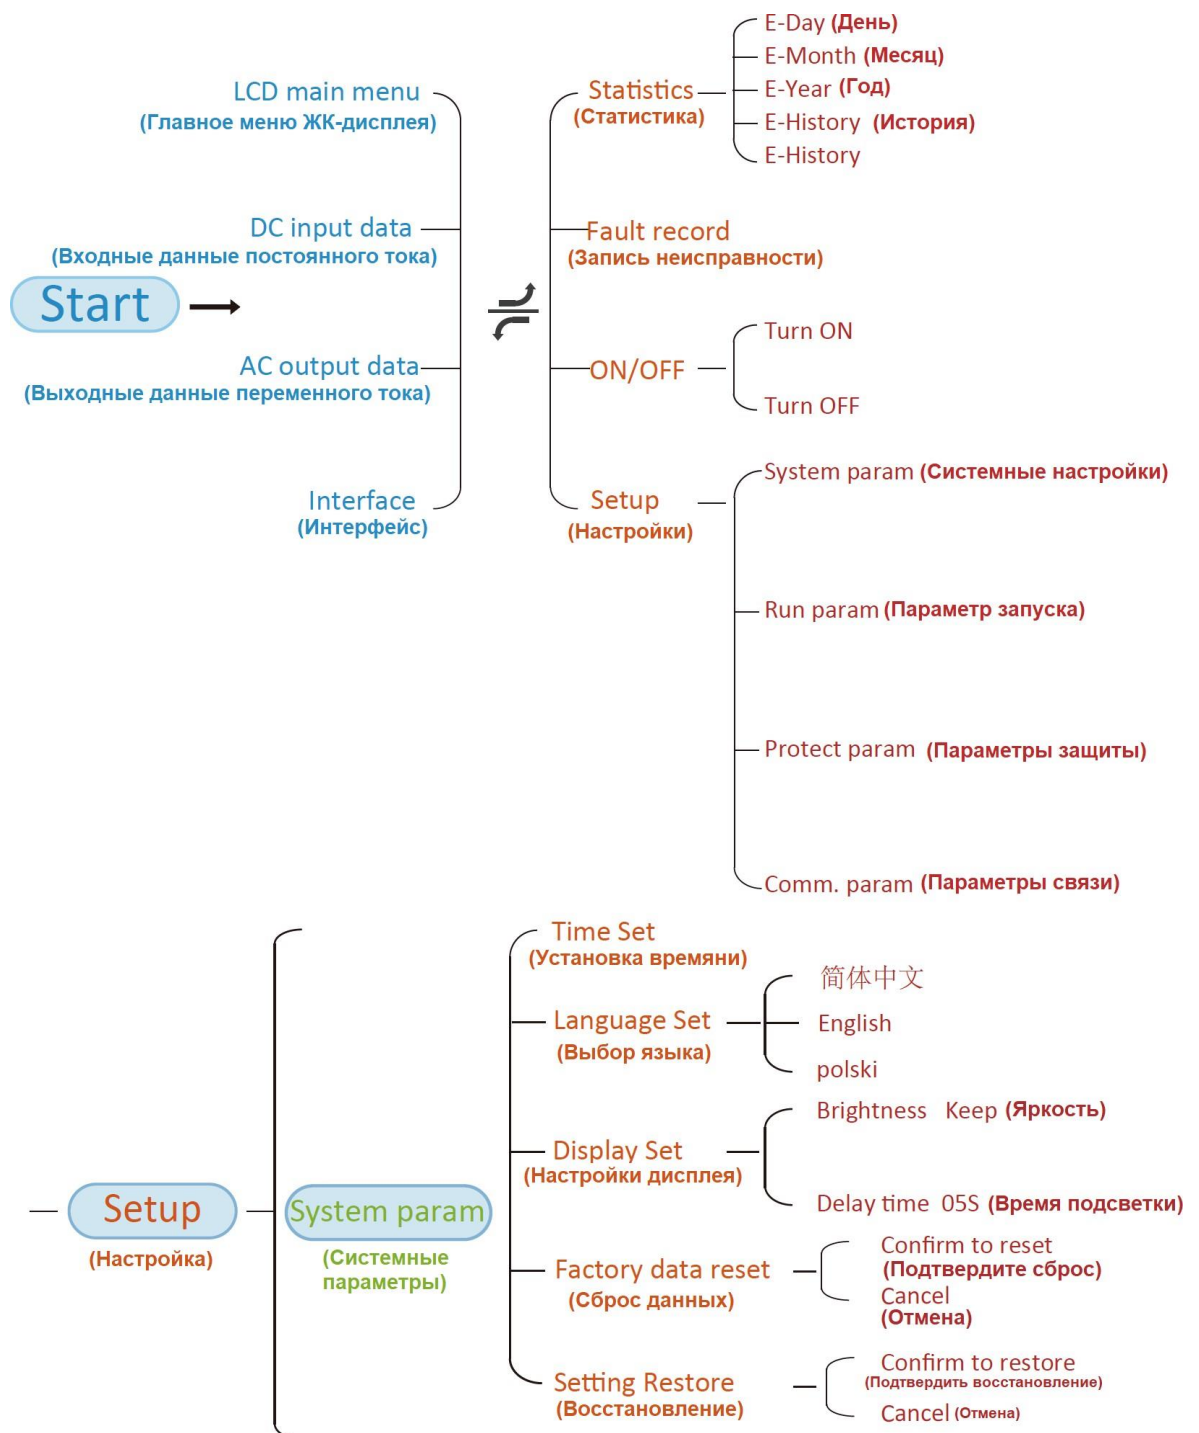 LCD main menu
(Главное меню ЖК-дисплея)
DC input data
(Входные данные постоянного тока)
Start
AC output data
(Выходные данные переменного тока)
Interface
(Интерфейс)
Statistics
(Статистика)
E-Day (День)
E-Month (Месяц)
E-Year (Год)
E-History (История)
E-History
Fault record
(Запись неисправности)
ON/OFF
Turn ON
Turn OFF
Setup
(Настройки)
System param (Системные настройки)
Run param (Параметр запуска)
Protect param (Параметры защиты)
Comm. param (Параметры связи)
Setup
(Настройка)
System param
(Системные
параметры)
Time Set
(Установка времяни)
Language Set
(Выбор языка)
简体中文
English
polski
Display Set
(Настройки дисплея)
Brightness Keep (Яркость)
Delay time 05S (Время подсветки)
Factory data reset
(Сброс данных)
Confirm to reset
(Подтвердите сброс)
Cancel
(Отмена)
Setting Restore
(Восстановление)
Confirm to restore
(Подтвердить восстановление)
Cancel (Отмена)